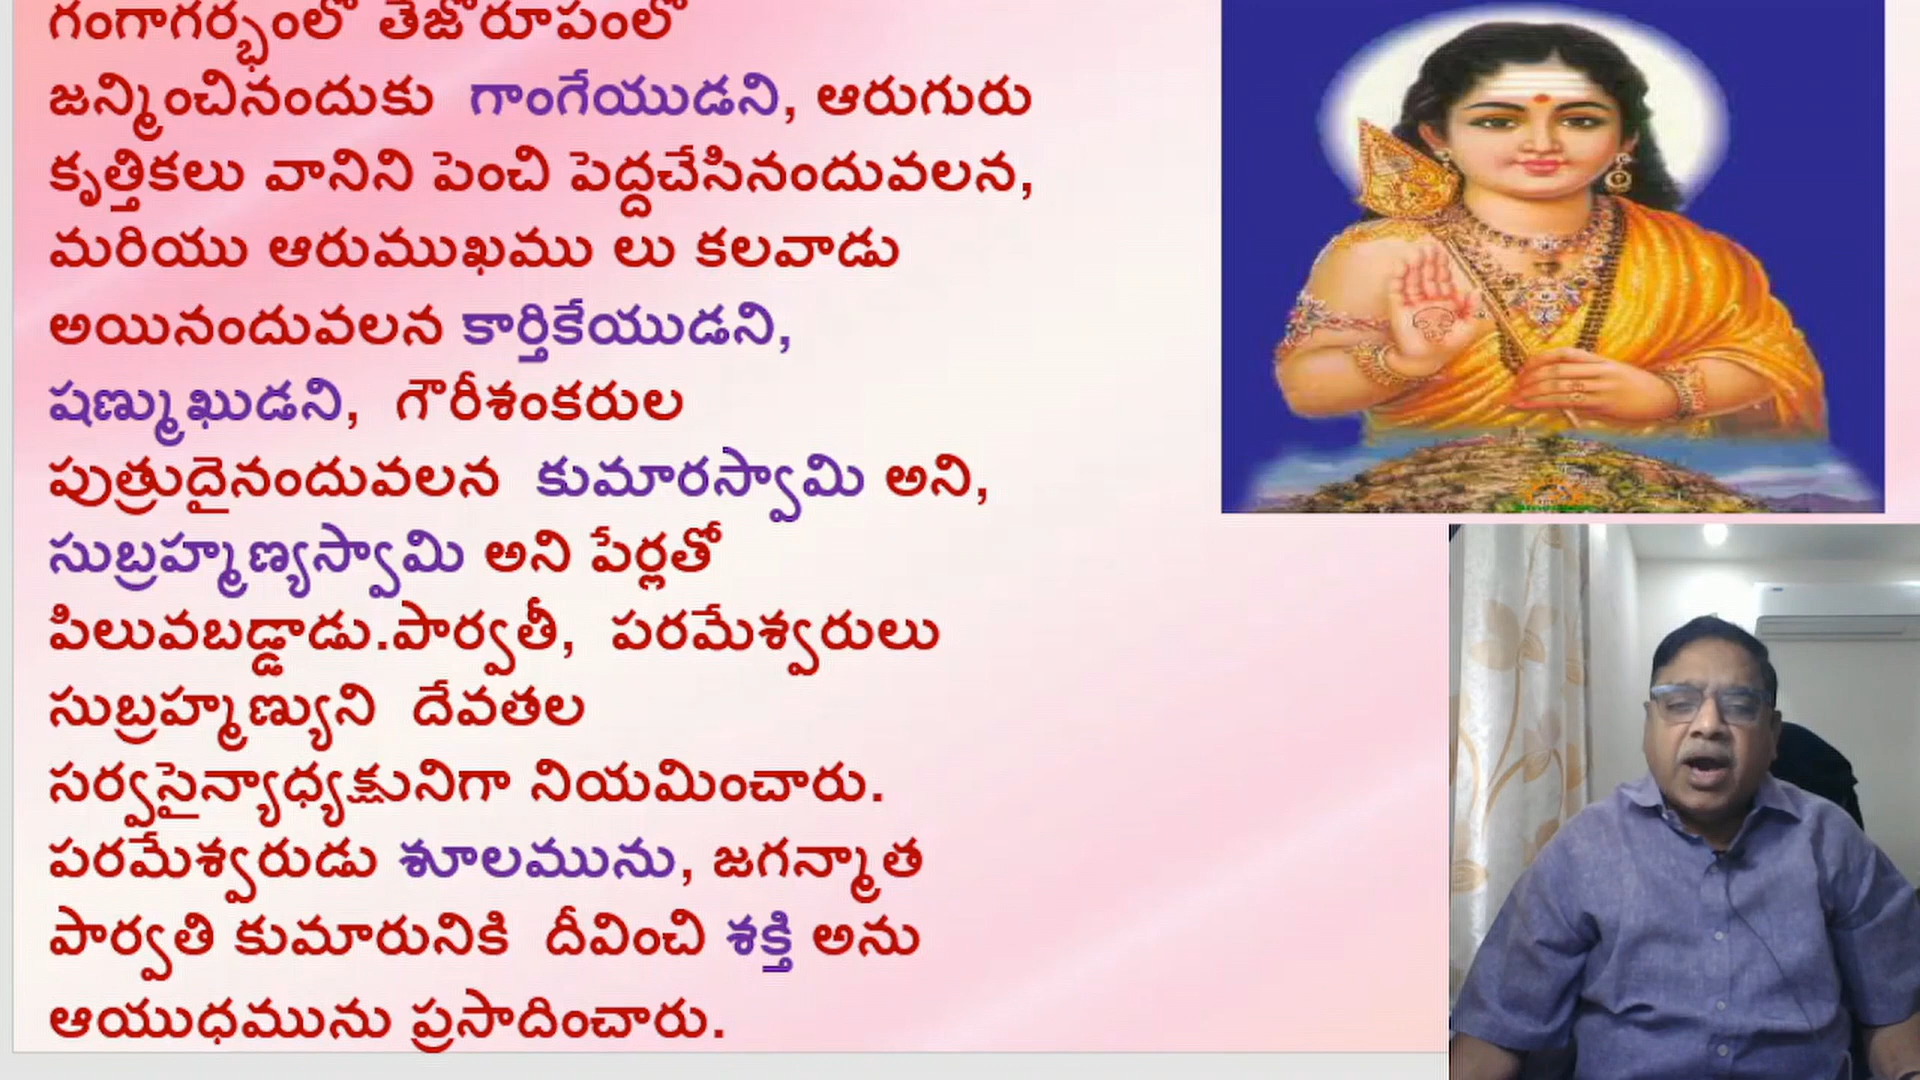 గంగాగర్భంలో తేజోరూపంలో
జన్మించినందుకు గాంగేయుడని, ఆరుగురు
కృత్తికలు వానిని పెంచి పెద్దచేసినందువలన,
మరియు ఆరుముఖము లు కలవాడు
అయినందువలన కార్తికేయుడని,
షణ్ముఖుడని, గౌరీశంకరుల
పుత్రుదైనందువలన కుమారస్వామి అని,
సుబ్రహ్మణ్యస్వామి అని పేర్లతో
పిలువబడ్డాడు.పార్వతీ, పరమేశ్వరులు
సుబ్రహ్మణ్యుని దేవతల
సర్వసైన్యాధ్యక్షునిగా నియమించారు.
పరమేశ్వరుడు శూలమును, జగన్మాత
పార్వతి కుమారునికి దీవించి శక్తి అను
ఆయుధమును ప్రసాదించారు.